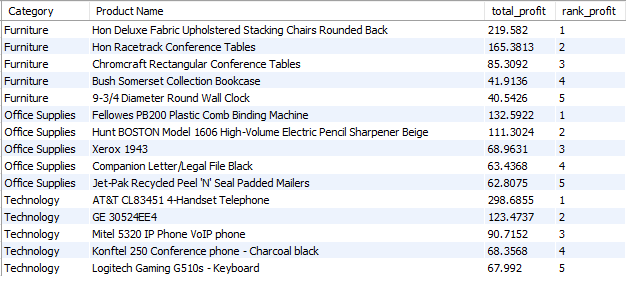 Category Product Name total_profit rank_profit
Furniture Hon Deluxe Fabric Upholstered Stacking Chairs Rounded Back 219.582 1
Furniture Hon Racetrack Conference Tables 165.3813 2
Furniture Chromcraft Rectangular Conference Tables 85.3092 3
Furniture Bush Somerset Collection Bookcase 41.9136 4
Furniture 9-3/4 Diameter Round Wall Clock 40.5426 5
Office Supplies Fellowes PB200 Plastic Comb Binding Machine 132.5922 1
Office Supplies Hunt BOSTON Model 1606 High-Volume Electric Pencil Sharpener Beige 111.3024 2
Office Supplies Xerox 1943 68.9631 3
Office Supplies Companion Letter/Legal File Black 63.4368 4
Office Supplies Jet-Pak Recycled Peel 'N' Seal Padded Mailers 62.8075 5
Technology AT&T CL83451 4-Handset Telephone 298.6855 1
Technology GE 30524EE4 123.4737 2
Technology Mitel 5320 IP Phone VoIP phone 90.7152 3
Technology Konftel 250 Conference phone - Charcoal black 68.3568 4
Technology Logitech Gaming G510s - Keyboard 67.992 5